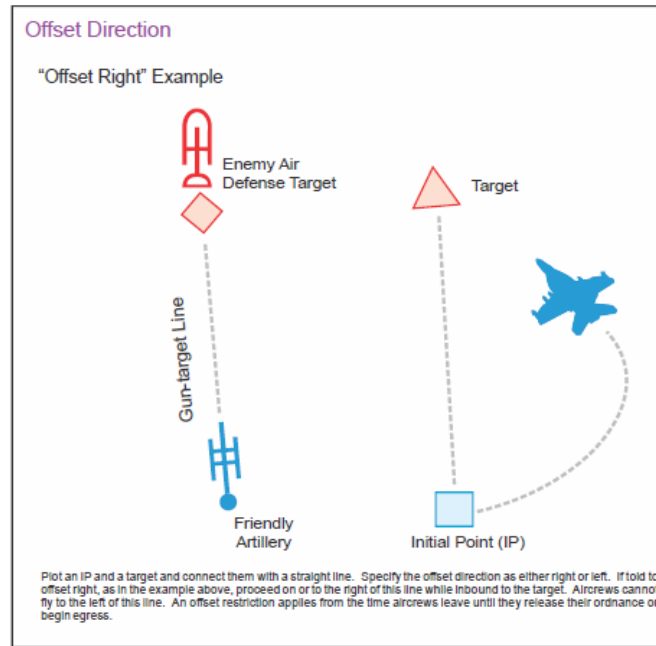 Offset Direction
“Offset Right” Example
Enemy Air
Defense Target
Target
Gun-target Line
Friendly
Artillery
Initial Point (IP)
Plot an IP and a target and connect them with a straight line. Specify the offset direction as either right or left. If told to
offset right, as in the example above, proceed on or to the right of this line while inbound to the target. Aircrews cannot
fly to the left of this line. An offset restriction applies from the time aircrews leave until they release their ordnance or
begin egress.